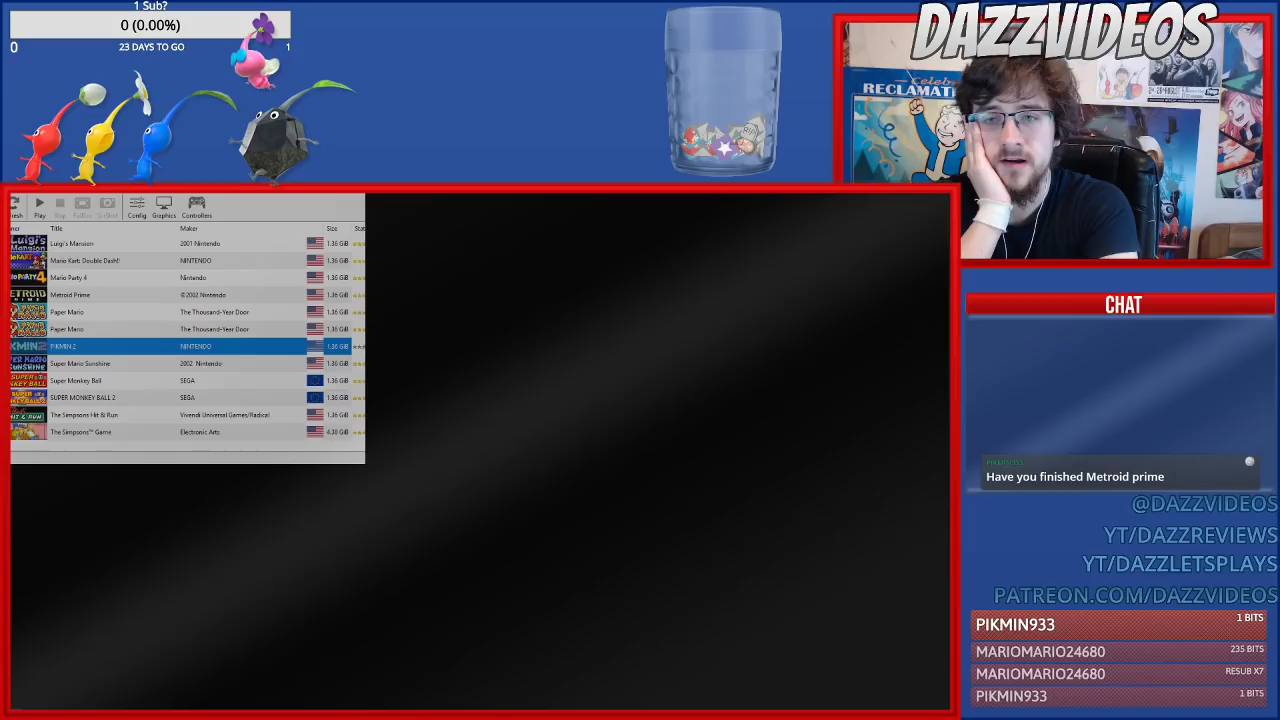 1 Sub?
0 (0.00%)
0 23 DAYS TO GO 1
DAZZVIDEOS
RECLAMAT
Play Stop Config Graphics Controllers
Title Maker Size Stat
Luigi's Mansion 2001 Nintendo 1.36 GiB
Mario Kart: Double Dash!! NINTENDO 1.36 GiB
Mario Party 4 Nintendo 1.36 GiB
Metroid Prime ©2002 Nintendo 1.36 GiB
Paper Mario The Thousand-Year Door 1.36 GiB
Paper Mario The Thousand-Year Door 1.36 GiB
PIKMIN 2 NINTENDO 1.36 GiB
Super Mario Sunshine 2002 Nintendo 1.36 GiB
Super Monkey Ball SEGA 1.36 GiB
SUPER MONKEY BALL 2 SEGA 1.36 GiB
The Simpsons Hit & Run Vivendi Universal Games/Radical 1.36 GiB
The Simpsons™ Game Electronic Arts 4.38 GiB
CHAT
PIKMIN933
Have you finished Metroid prime
@DAZZVIDEOS
YT/DAZZREVIEWS
YT/DAZZLETSPLAYS
PATREON.COM/DAZZVIDEOS
PIKMIN933 1 BITS
MARIOMARIO24680 235 BITS
MARIOMARIO24680 RESUB X7
PIKMIN933 1 BITS